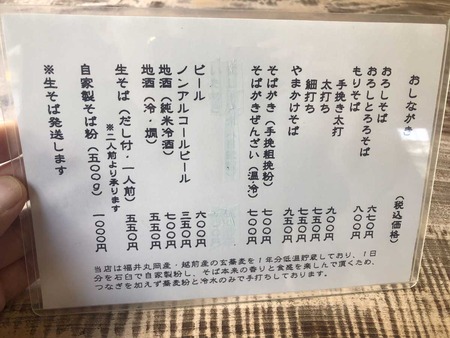 おしながき （税込価格）
おろしそば 六七〇円
おろしとろろそば 八〇〇円
もりそば
手挽き太打 九五〇円
太打ち 七五〇円
細打ち 七〇〇円
やまかけそば 九五〇円
そばがき（手挽粗挽粉） 七〇〇円
そばがきぜんざい（温・冷） 七〇〇円
ビール 六〇〇円
ノンアルコールビール 三五〇円
地酒（純米冷酒） 七〇〇円
地酒（冷・燗） 五五〇円
生そば（だし付・一人前） 五五〇円
※二人前より承ります
自家製そば粉（五〇〇g） 一〇〇〇円
※生そば発送します
当店は福井丸岡産・越前産の玄蕎麦を１年分低温貯蔵しており、１日
分を石臼で自家製粉し、そば本来の香りと食感を楽しんで頂くため、
つなぎを加えず蕎麦粉と冷水のみで手打ちしております。